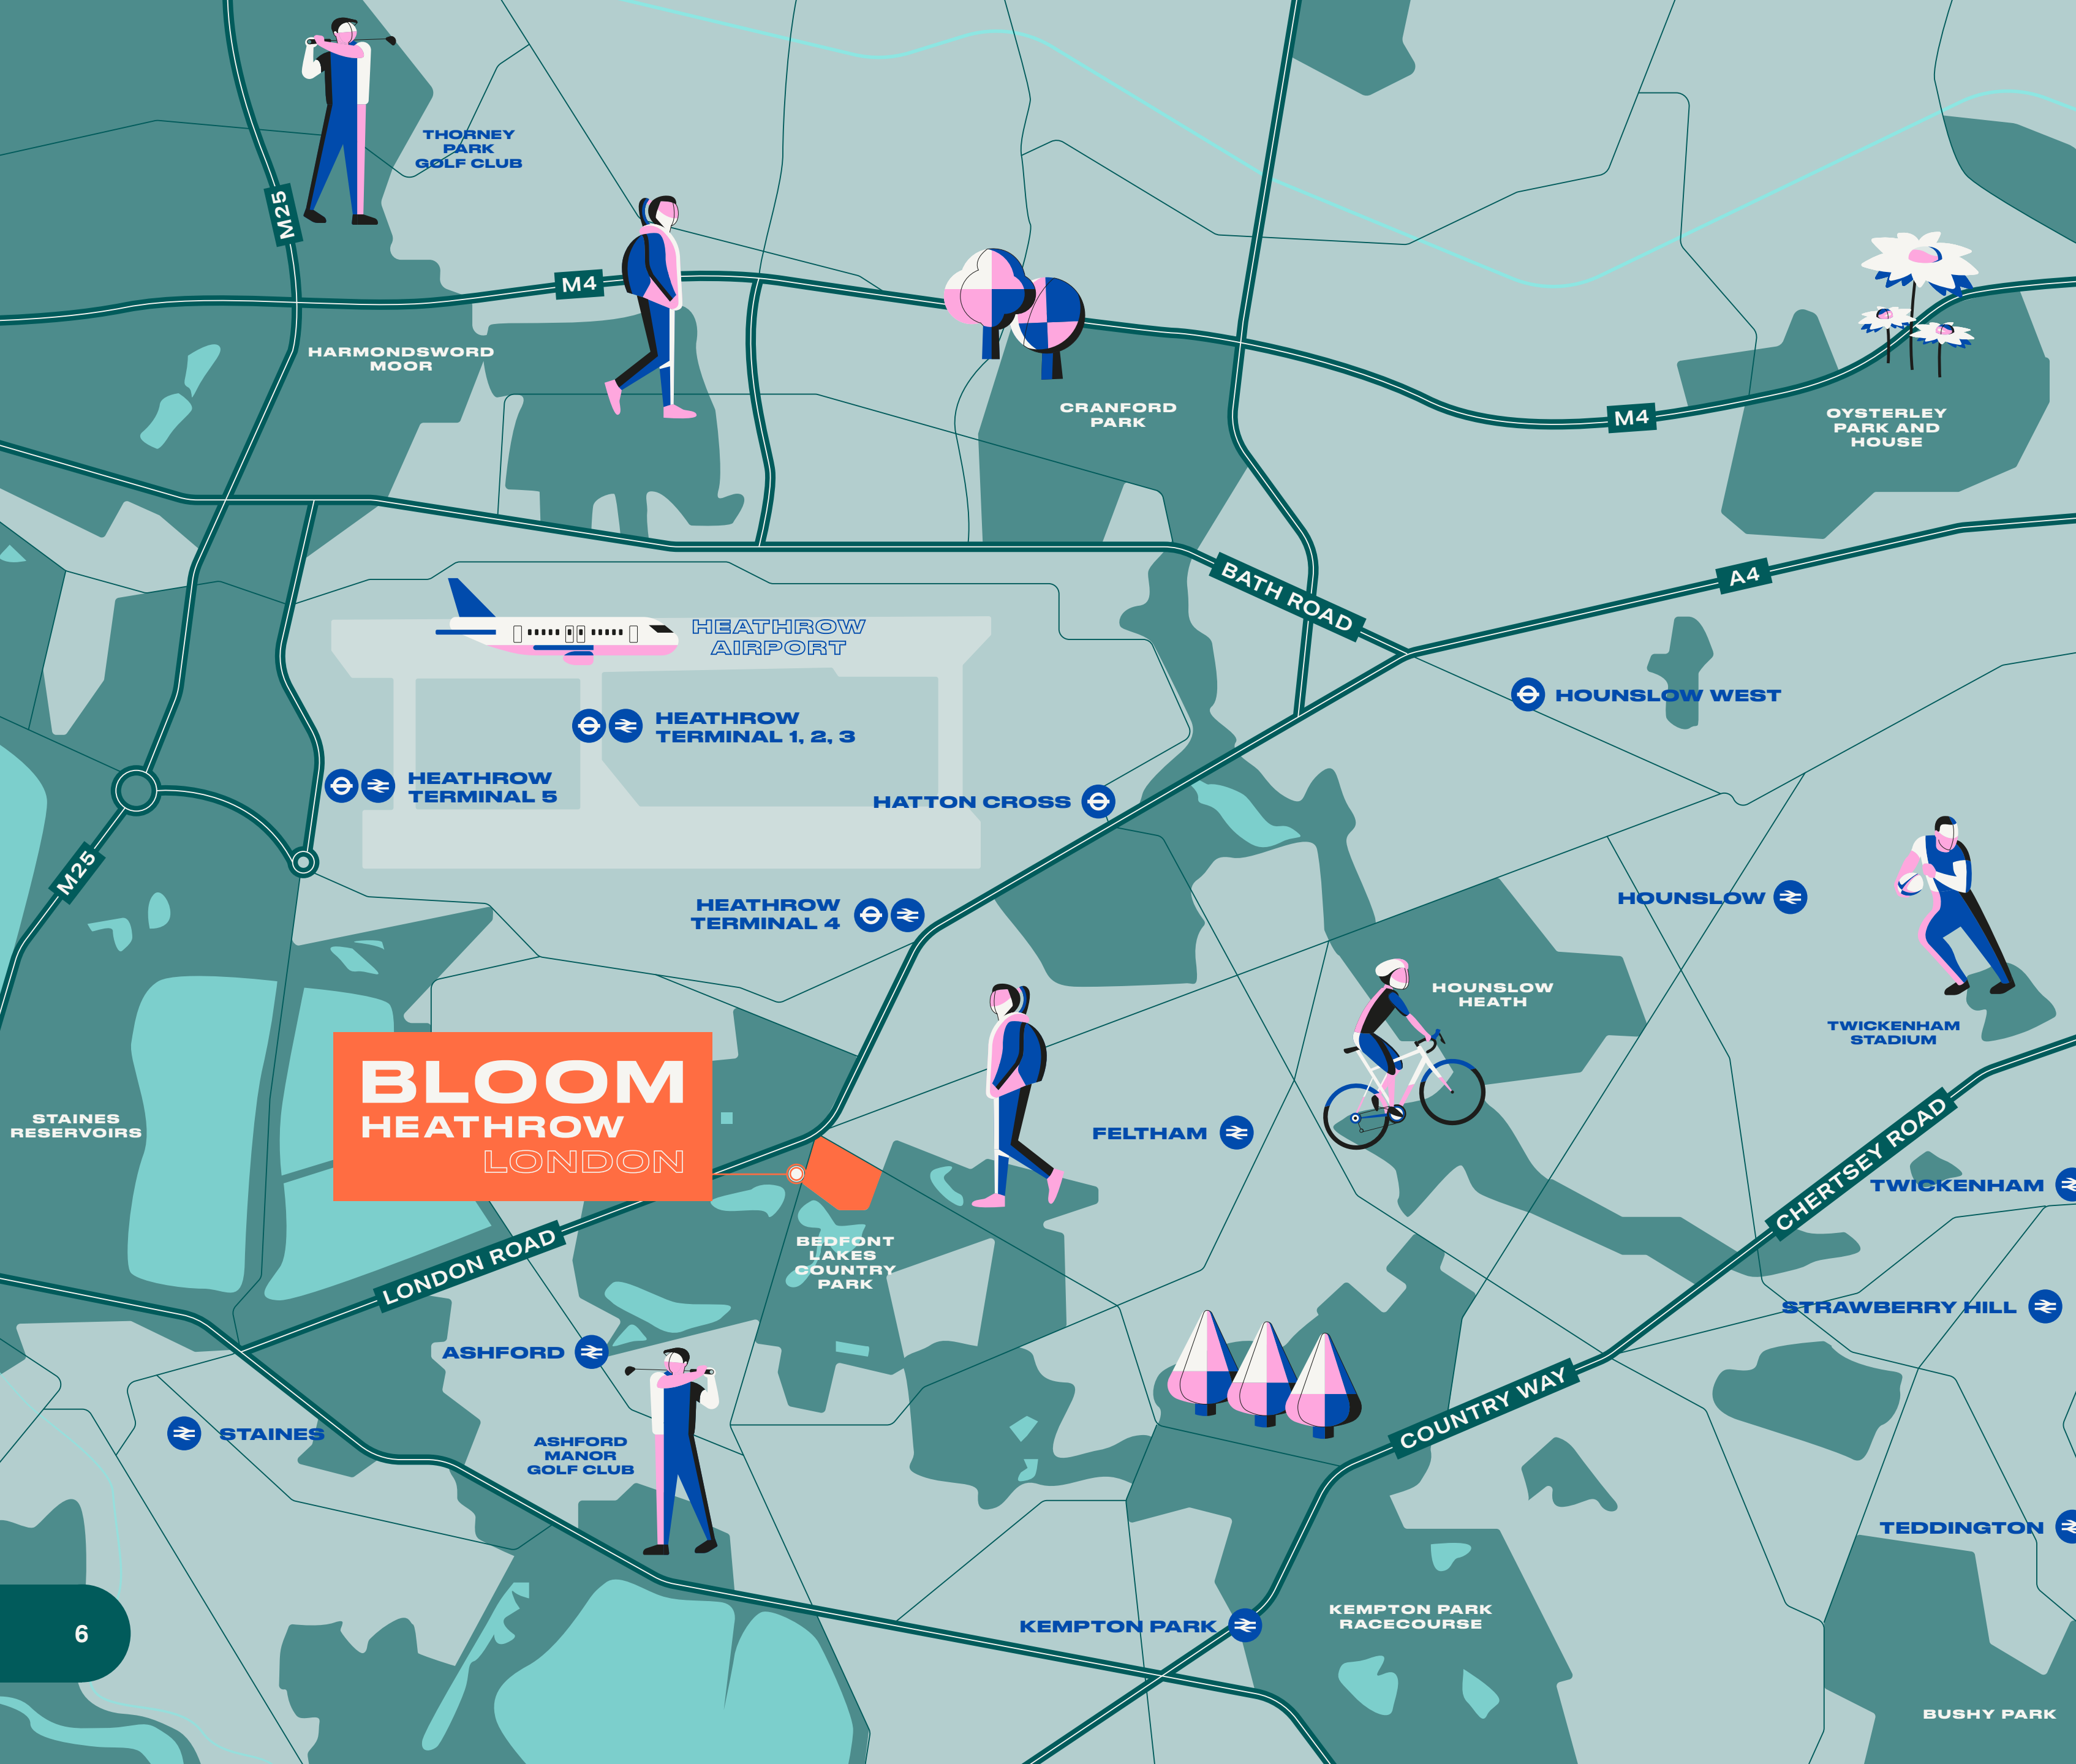 THORNEY
PARK
GOLF CLUB
M25
M4
HARMONDSWORD
MOOR
CRANFORD
PARK
M4
OYSTERLEY
PARK AND
HOUSE
BATH ROAD
A4
HEATHROW
AIRPORT
HOUNSLOW WEST
HEATHROW
TERMINAL 1, 2, 3
HEATHROW
TERMINAL 5
HATTON CROSS
M25
HEATHROW
TERMINAL 4
HOUNSLOW
HOUNSLOW
HEATH
TWICKENHAM
STADIUM
BLOOM
HEATHROW
LONDON
STAINES
RESERVOIRS
FELTHAM
CHERTSEY ROAD
TWICKENHAM
LONDON ROAD
BEDFONT
LAKES
COUNTRY
PARK
STRAWBERRY HILL
ASHFORD
COUNTRY WAY
STAINES
ASHFORD
MANOR
GOLF CLUB
TEDDINGTON
KEMPTON PARK
KEMPTON PARK
RACECOURSE
6
BUSHY PARK